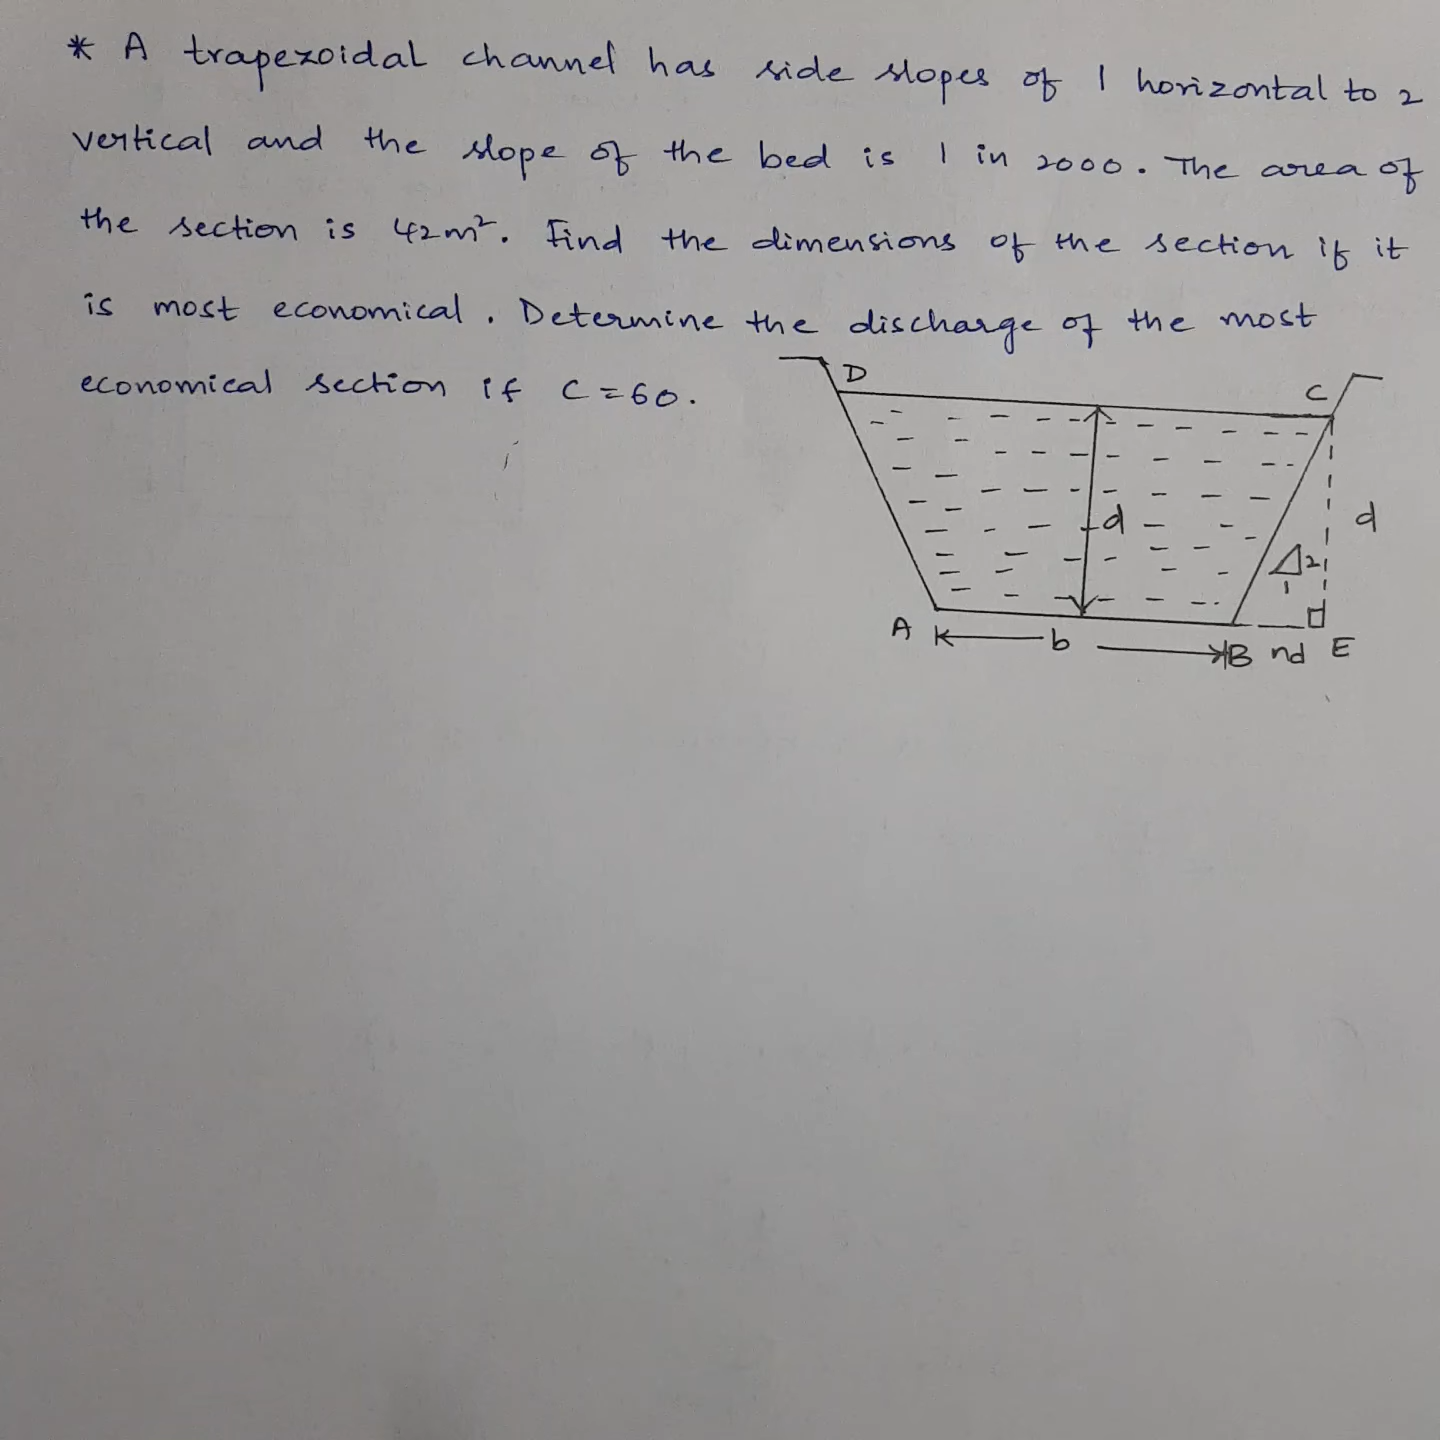 * A trapezoidal channel has side slopes of 1 horizontal to 2
vertical and the slope of the bed is 1 in 2000. The area of
the section is 42m². Find the dimensions of the section if it
is most economical. Determine the discharge of the most
economical section if C=60.
D
C
d
d
2
1
A
b
B
nd
E